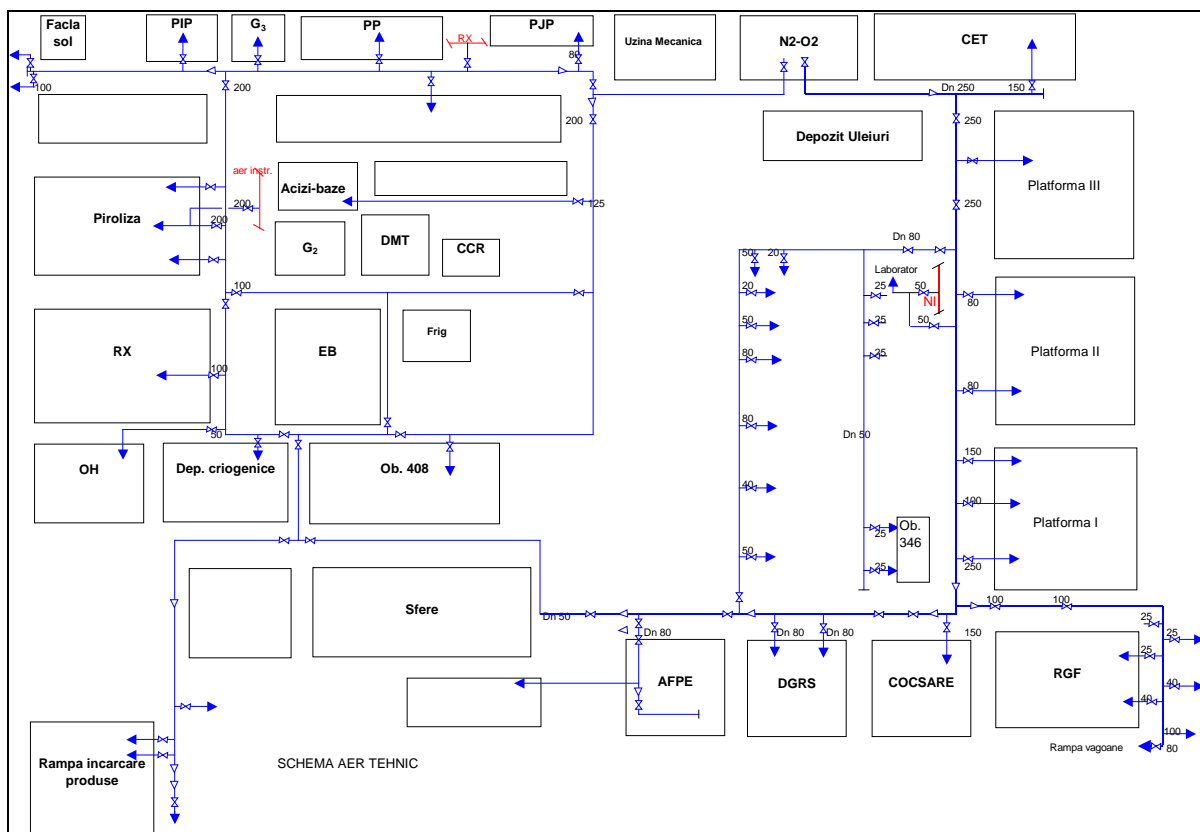 Facla
sol
PIP
G3
PP
RX
PJP
Uzina Mecanica
N2-O2
CET
80
100
200
200
Dn 250
150
250
Depozit Uleiuri
Platforma III
aer instr.
Acizi-baze
200
125
250
Piroliza
200
G2
DMT
CCR
Dn 80
50
20
Laborator
100
20
25
50
NI
80
50
25
50
Frig
RX
EB
80
25
Platforma II
100
80
80
50
Dn 50
OH
Dep. criogenice
Ob. 408
150
40
100
Platforma I
25
Ob.
346
50
25
250
Sfere
Dn 50
100
100
Dn 80
Dn 80
Dn 80
150
25
25
25
AFPE
DGRS
COCSARE
RGF
40
40
100
Rampa vagoane
80
Rampa incarcare
produse
SCHEMA AER TEHNIC